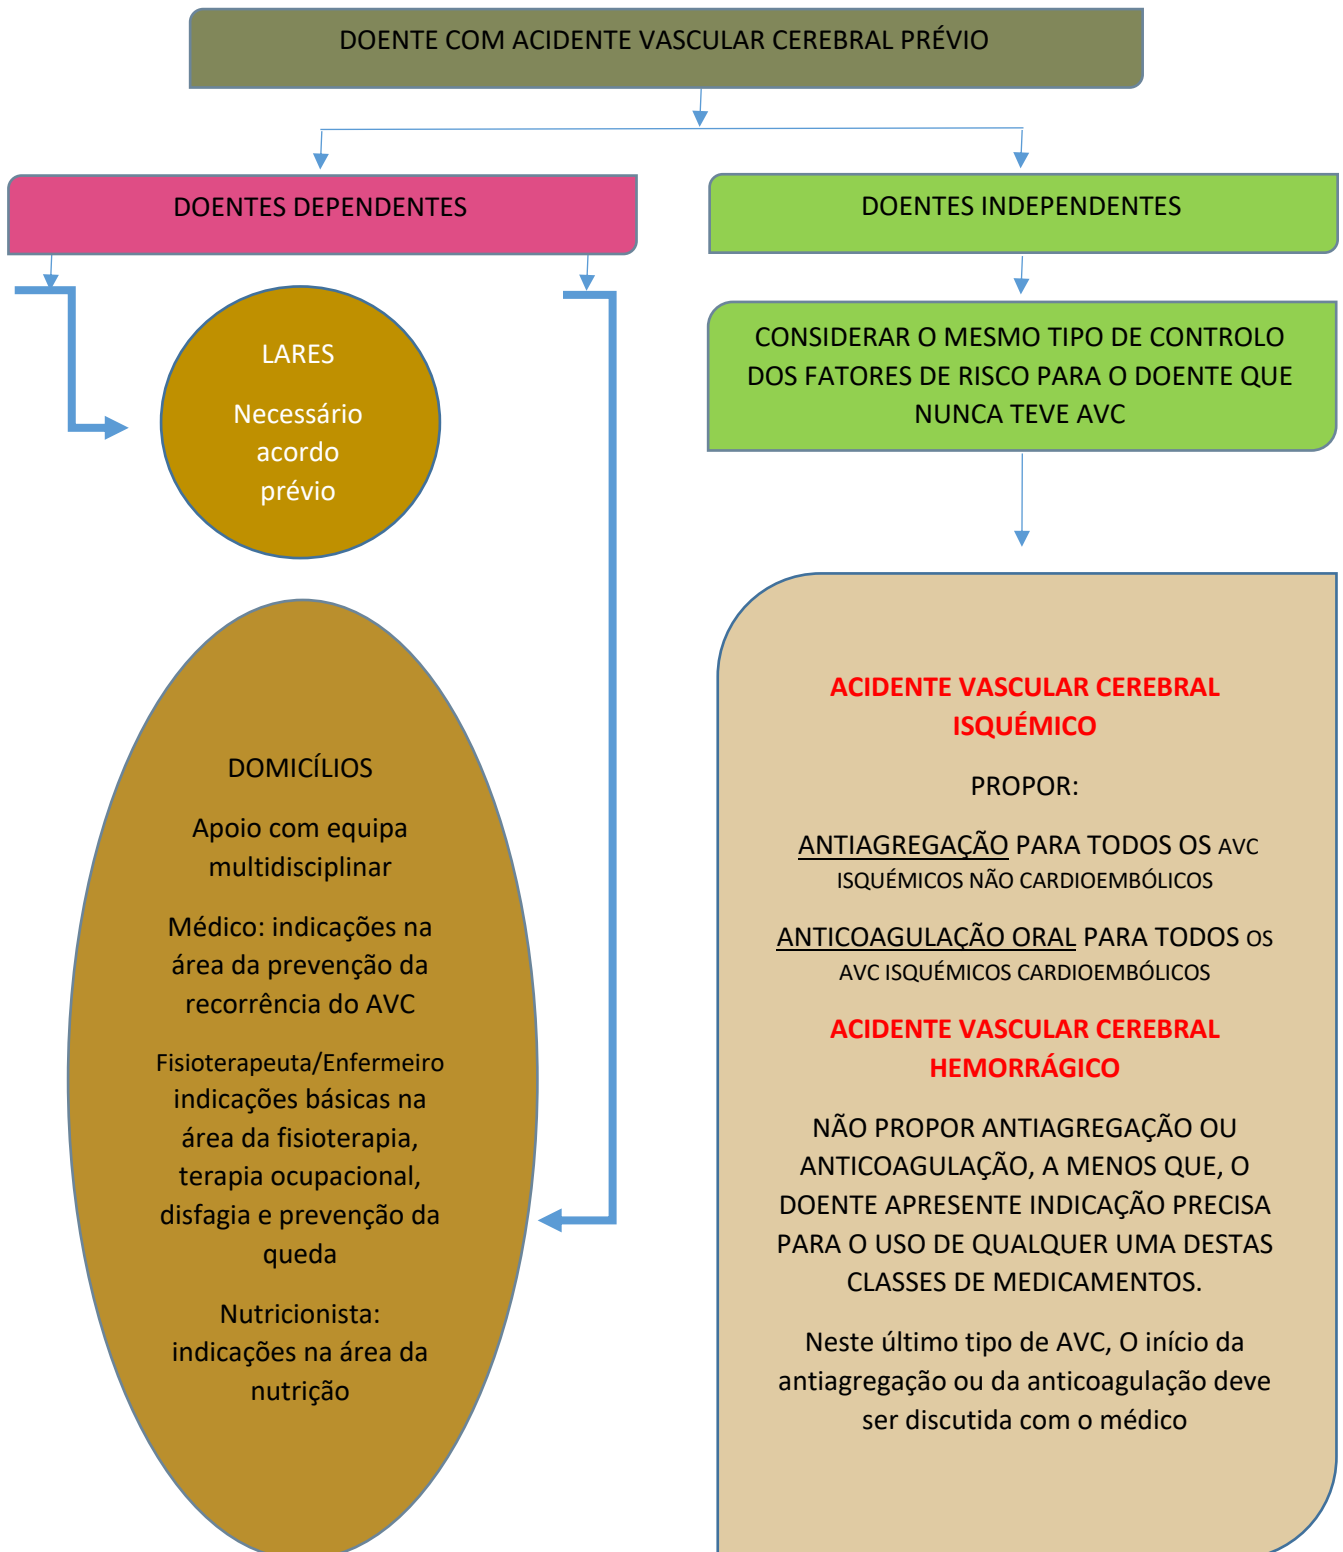 DOENTE COM ACIDENTE VASCULAR CEREBRAL PRÉVIO
DOENTES DEPENDENTES
LARES
Necessário
acordo
prévio
DOMICÍLIOS
Apoio com equipa
multidisciplinar
Médico: indicações na
área da prevenção da
recorrência do AVC
Fisioterapeuta/Enfermeiro
indicações básicas na
área da fisioterapia,
terapia ocupacional,
disfagia e prevenção da
queda
Nutricionista:
indicações na área da
nutrição
DOENTES INDEPENDENTES
CONSIDERAR O MESMO TIPO DE CONTROLO
DOS FATORES DE RISCO PARA O DOENTE QUE
NUNCA TEVE AVC
ACIDENTE VASCULAR CEREBRAL
ISQUÉMICO
PROPOR:
ANTIAGREGAÇÃO PARA TODOS OS AVC
ISQUÉMICOS NÃO CARDIOEMBÓLICOS
ANTICOAGULAÇÃO ORAL PARA TODOS OS
AVC ISQUÉMICOS CARDIOEMBÓLICOS
ACIDENTE VASCULAR CEREBRAL
HEMORRÁGICO
NÃO PROPOR ANTIAGREGAÇÃO OU
ANTICOAGULAÇÃO, A MENOS QUE, O
DOENTE APRESENTE INDICAÇÃO PRECISA
PARA O USO DE QUALQUER UMA DESTAS
CLASSES DE MEDICAMENTOS.
Neste último tipo de AVC, O início da
antiagregação ou da anticoagulação deve
ser discutida com o médico